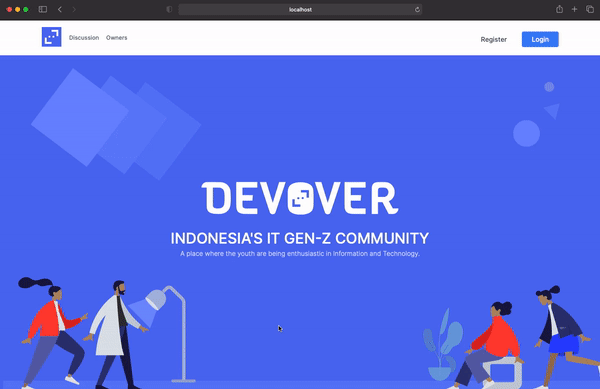 localhost
Discussion Owners
Register Login
DEVOVER
INDONESIA'S IT GEN-Z COMMUNITY
A place where the youth are being enthusiastic in Information and Technology.